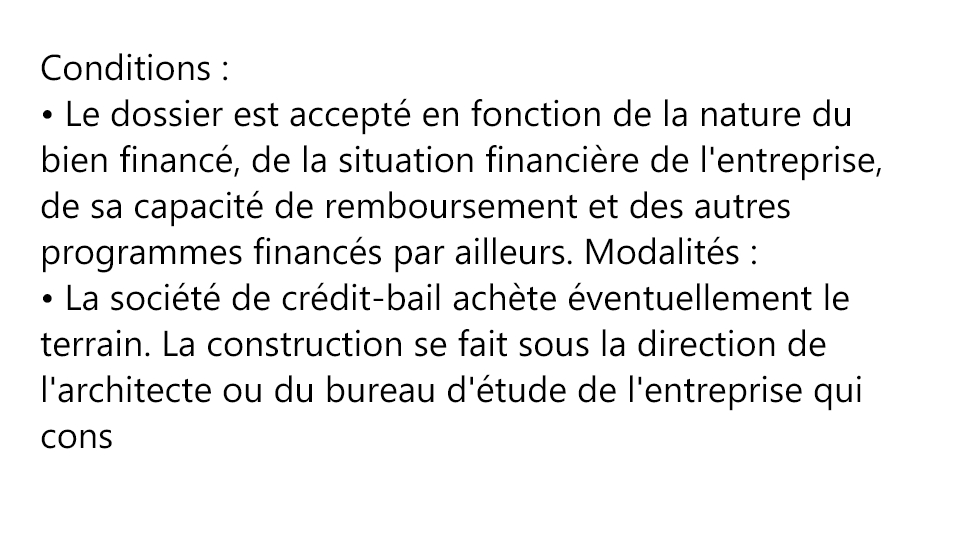 Conditions :
• Le dossier est accepté en fonction de la nature du
bien financé, de la situation financière de l'entreprise,
de sa capacité de remboursement et des autres
programmes financés par ailleurs. Modalités :
• La société de crédit-bail achète éventuellement le
terrain. La construction se fait sous la direction de
l'architecte ou du bureau d'étude de l'entreprise qui
cons